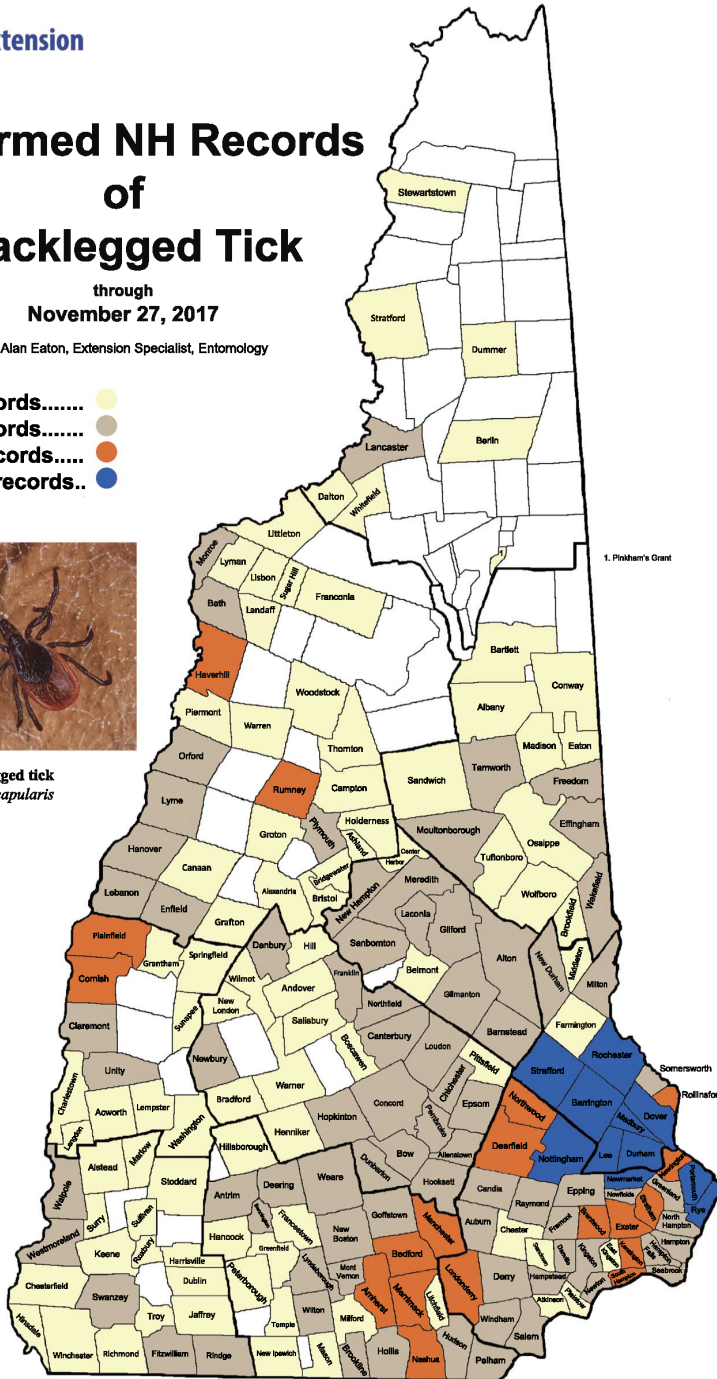 tension
rmed NH Records
of
acklegged Tick
through
November 27, 2017
Alan Eaton, Extension Specialist, Entomology
ords.......
ords.......
cords.....
records..
ged tick
capularis
1. Pinkham's Grant
Stewartstown
Stratford
Dummer
Berlin
Lancaster
Dalton
Whitefield
Littleton
1
Monroe
Lyman
Lisbon
Sugar Hill
Franconia
Bath
Landaff
Haverhill
Bartlett
Conway
Albany
Woodstock
Piermont
Warren
Thornton
Madison
Eaton
Orford
Sandwich
Tamworth
Freedom
Rumney
Campton
Lyme
Effingham
Holderness
Plymouth
Moultonborough
Ossippe
Groton
Ashland
Center
Harbor
Tuftonboro
Hanover
Canaan
Bridgewater
Meredith
Wolfboro
Wakefield
Lebanon
Enfield
Alexandria
Bristol
New Hampton
Laconia
Gilford
Brookfield
Grafton
Plainfield
Danbury
Hill
Sanbornton
Alton
New Durham
Middleton
Milton
Grantham
Springfield
Wilmot
Franklin
Belmont
Cornish
Andover
Gilmanton
New
London
Northfield
Sunapee
Salisbury
Farmington
Claremont
Canterbury
Barnstead
Rochester
Boscawen
Loudon
Pittsfield
Strafford
Somersworth
Newbury
Unity
Warner
Chichester
Rollinsfor
Charlestown
Acworth
Lempster
Bradford
Concord
Epsom
Northwood
Barrington
Madbury
Dover
Hopkinton
Pembroke
Langdon
Washington
Henniker
Deerfield
Hillsborough
Bow
Allenstown
Nottingham
Lee
Durham
Alstead
Marlow
Dunbarton
Newington
Portsmouth
Stoddard
Deering
Weare
Hooksett
Candia
Epping
Newmarket
Greenland
Walpole
Antrim
Raymond
Newfields
Stratham
Rye
Surry
Sullivan
Bennington
Goffstown
Manchester
Auburn
Chester
Fremont
Brentwood
Exeter
North
Hampton
Westmoreland
Hancock
Francestown
New
Boston
Keene
Roxbury
Greenfield
Bedford
Sandown
Danville
Kingston
East
Kingston
Kensington
Hampton
Falls
Hampton
Harrisville
Lyndeborough
Mont
Vernon
Londonderry
Derry
Hampstead
Newton
South
Hampton
Seabrook
Chesterfield
Swanzey
Dublin
Peterborough
Amherst
Merrimack
Litchfield
Atkinson
Plaistow
Hinsdale
Troy
Jaffrey
Temple
Wilton
Milford
Windham
Hudson
Salem
Winchester
Richmond
Fitzwilliam
Rindge
New Ipswich
Mason
Brookline
Hollis
Nashua
Pelham